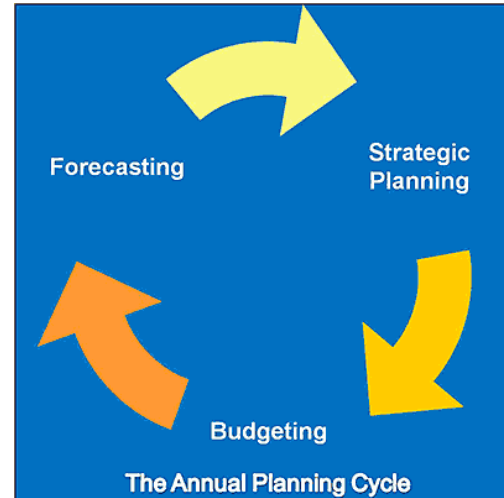 Forecasting
Strategic
Planning
Budgeting
The Annual Planning Cycle